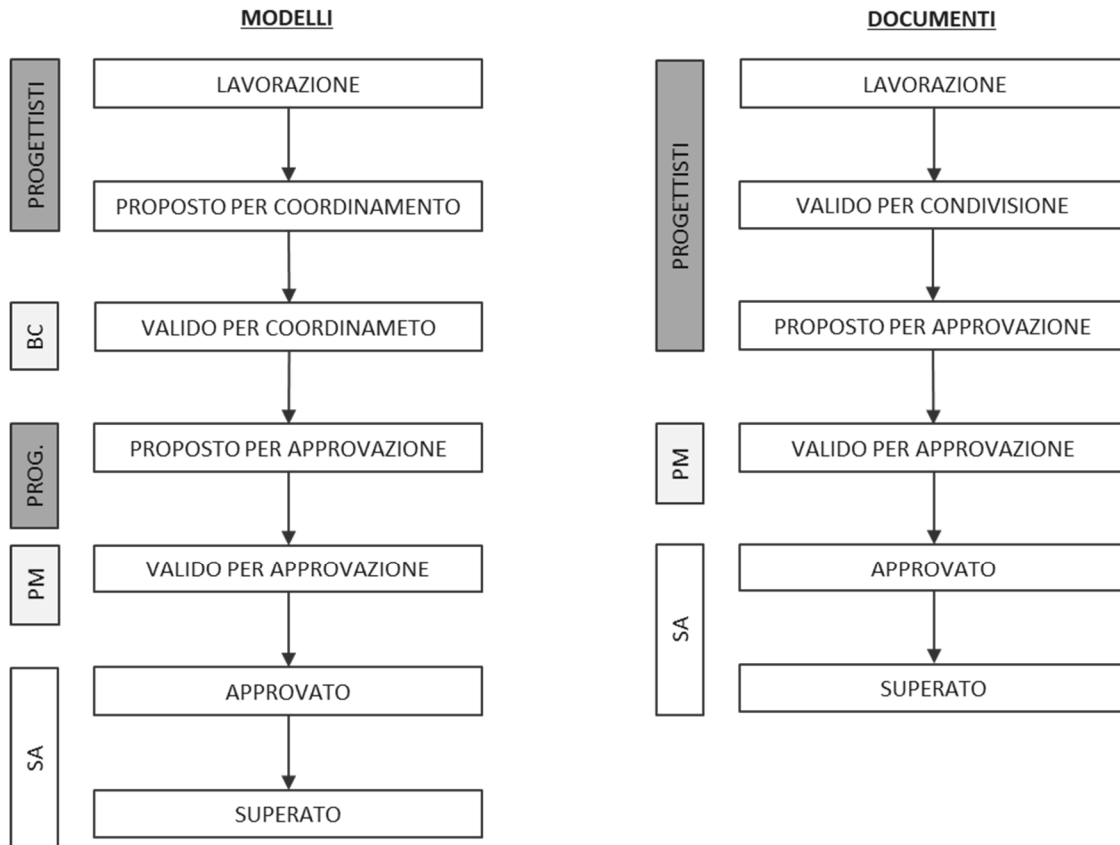 MODELLI
PROGETTISTI
LAVORAZIONE
PROPOSTO PER COORDINAMENTO
BC
VALIDO PER COORDINAMETO
PROG.
PROPOSTO PER APPROVAZIONE
PM
VALIDO PER APPROVAZIONE
SA
APPROVATO
SUPERATO
DOCUMENTI
PROGETTISTI
LAVORAZIONE
VALIDO PER CONDIVISIONE
PROPOSTO PER APPROVAZIONE
PM
VALIDO PER APPROVAZIONE
SA
APPROVATO
SUPERATO